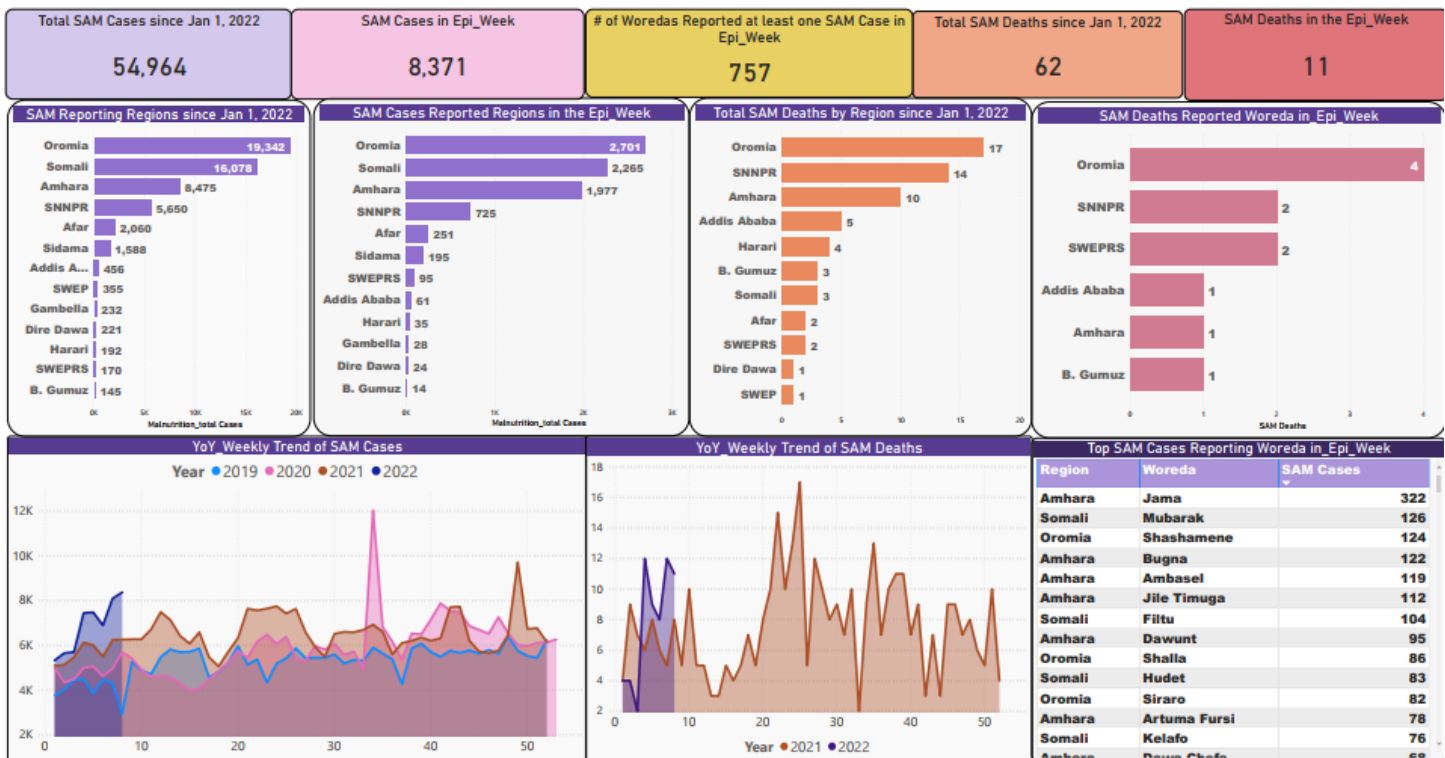 Total SAM Cases since Jan 1, 2022
54,964
SAM Cases in Epi_Week
8,371
# of Woredas Reported at least one SAM Case in
Epi_Week
757
Total SAM Deaths since Jan 1, 2022
62
SAM Deaths in the Epi_Week
11
SAM Reporting Regions since Jan 1, 2022
Oromia 19,342
Somali 16,078
Amhara 8,475
SNNPR 5,650
Afar 2,060
Sidama 1,588
Addis A... 456
SWEP 355
Gambella 232
Dire Dawa 221
Harari 192
SWEPRS 170
B. Gumuz 145
0K 5K 10K 15K 20K
Malnutrition_total Cases
SAM Cases Reported Regions in the Epi_Week
Oromia 2,701
Somali 2,265
Amhara 1,977
SNNPR 725
Afar 251
Sidama 195
SWEPRS 95
Addis Ababa 61
Harari 35
Gambella 28
Dire Dawa 24
B. Gumuz 14
0K 1K 2K 3K
Malnutrition_total Cases
Total SAM Deaths by Region since Jan 1, 2022
Oromia 17
SNNPR 14
Amhara 10
Addis Ababa 5
Harari 4
B. Gumuz 3
Somali 3
Afar 2
SWEPRS 2
Dire Dawa 1
SWEP 1
0 5 10 15 20
SAM Deaths Reported Woreda in_Epi_Week
Oromia 4
SNNPR 2
SWEPRS 2
Addis Ababa 1
Amhara 1
B. Gumuz 1
0 1 2 3 4
SAM Deaths
YoY_Weekly Trend of SAM Cases
Year 2019 2020 2021 2022
12K
10K
8K
6K
4K
2K
0 10 20 30 40 50
YoY_Weekly Trend of SAM Deaths
18
16
14
12
10
8
6
4
2
0 10 20 30 40 50
Year 2021 2022
Top SAM Cases Reporting Woreda in_Epi_Week
Region Woreda SAM Cases
Amhara Jama 322
Somali Mubarak 126
Oromia Shashamene 124
Amhara Bugna 122
Amhara Ambasel 119
Amhara Jile Timuga 112
Somali Filtu 104
Amhara Dawunt 95
Oromia Shalla 86
Somali Hudet 83
Oromia Siraro 82
Amhara Artuma Fursi 78
Somali Kelafo 76